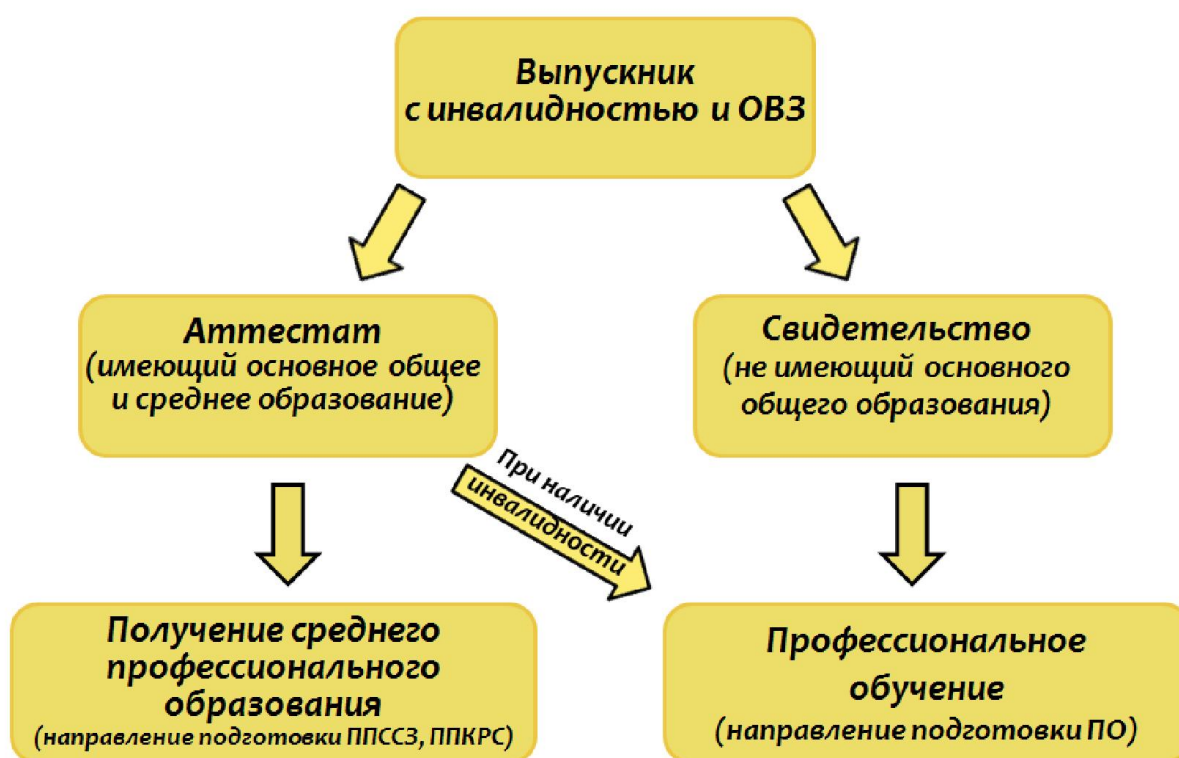 Выпускник
с инвалидностью и ОВЗ
Аттестат
(имеющий основное общее
и среднее образование)
Свидетельство
(не имеющий основного
общего образования)
При наличии
инвалидности
Получение среднего
профессионального
образования
(направление подготовки ППССЗ, ППКРС)
Профессиональное
обучение
(направление подготовки ПО)